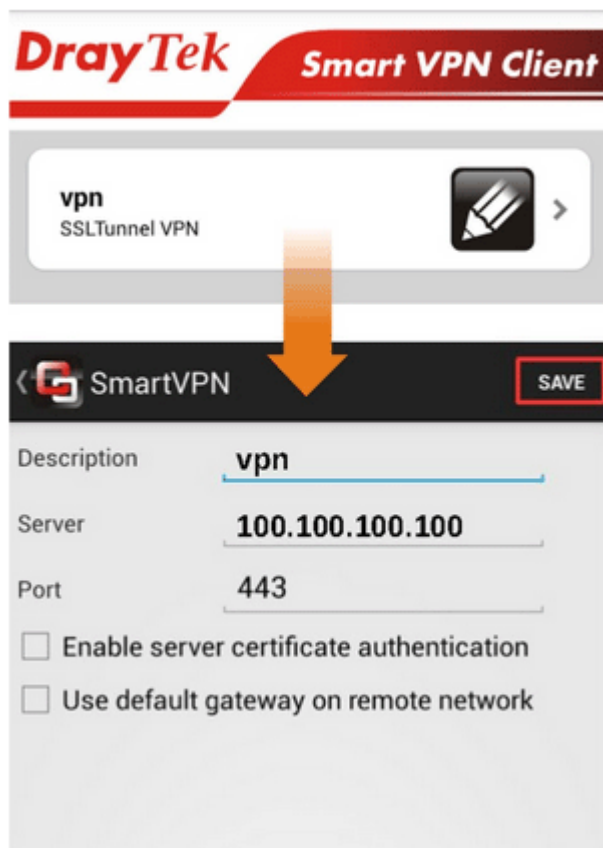 DrayTek Smart VPN Client
vpn
SSLTunnel VPN
SmartVPN SAVE
Description vpn
Server 100.100.100.100
Port 443
Enable server certificate authentication
Use default gateway on remote network